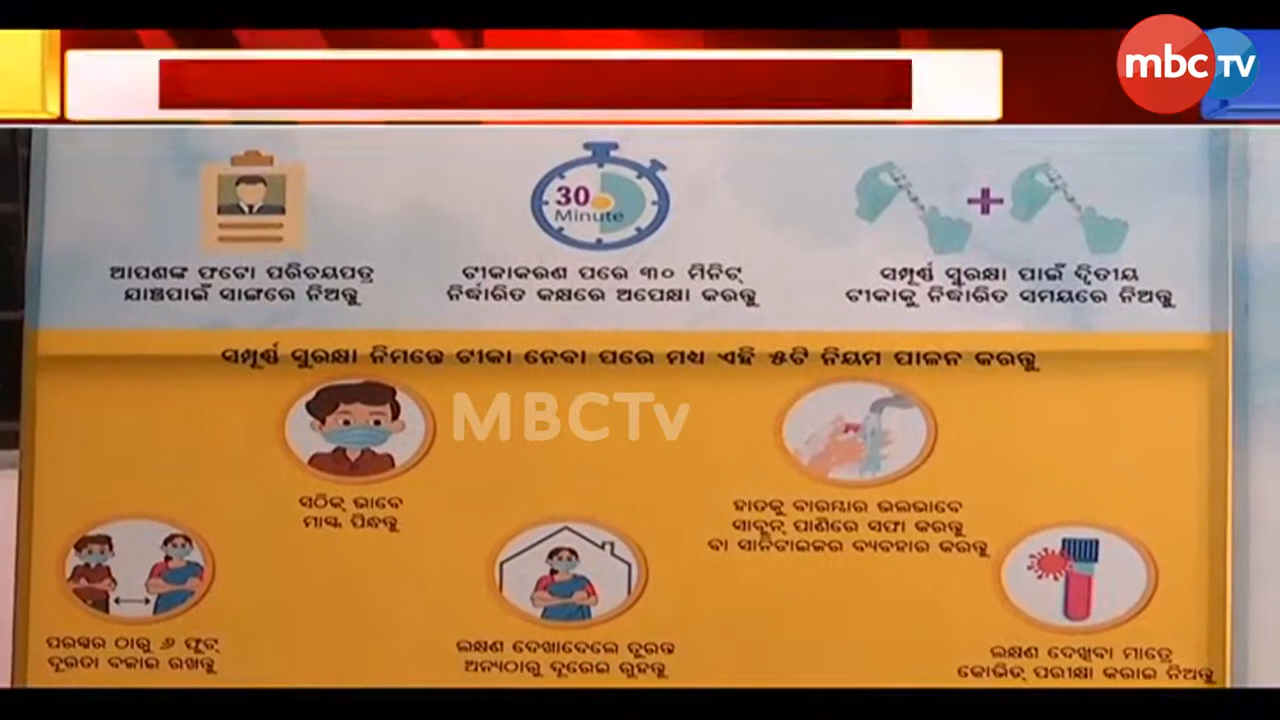 mbc TV
30
Minute
ଆପଣଙ୍କ ଫଟୋ ପରିଚୟପତ୍ର
ଯାଞ୍ଚପାଇଁ ସାଙ୍ଗରେ ନିଅନ୍ତୁ
ଟୀକାକରଣ ପରେ ୩୦ ମିନିଟ୍
ନିର୍ଦ୍ଧାରିତ କକ୍ଷରେ ଅପେକ୍ଷା କରନ୍ତୁ
ସମ୍ପୂର୍ଣ୍ଣ ସୁରକ୍ଷା ପାଇଁ ଦ୍ୱିତୀୟ
ଟୀକାକୁ ନିର୍ଦ୍ଧାରିତ ସମୟରେ ନିଅନ୍ତୁ
ସମ୍ପୂର୍ଣ୍ଣ ସୁରକ୍ଷା ନିମନ୍ତେ ଟୀକା ନେବା ପରେ ମଧ୍ୟ ଏହି ୫ଟି ନିୟମ ପାଳନ କରନ୍ତୁ
MBCTv
ସଠିକ୍ ଭାବେ
ମାସ୍କ ପିନ୍ଧନ୍ତୁ
ହାତକୁ ବାରମ୍ବାର ଭଲଭାବେ
ସାବୁନ୍ ପାଣିରେ ସଫା କରନ୍ତୁ
ବା ସାନିଟାଇଜର ବ୍ୟବହାର କରନ୍ତୁ
ପରସ୍ପର ଠାରୁ ୬ ଫୁଟ୍
ଦୂରତା ବଜାଇ ରଖନ୍ତୁ
ଲକ୍ଷଣ ଦେଖାଦେଲେ ତୁରନ୍ତ
ଅନ୍ୟଠାରୁ ଦୂରେଇ ରୁହନ୍ତୁ
ଲକ୍ଷଣ ଦେଖିବା ମାତ୍ରେ
କୋଭିଡ୍ ପରୀକ୍ଷା କରାଇ ନିଅନ୍ତୁ